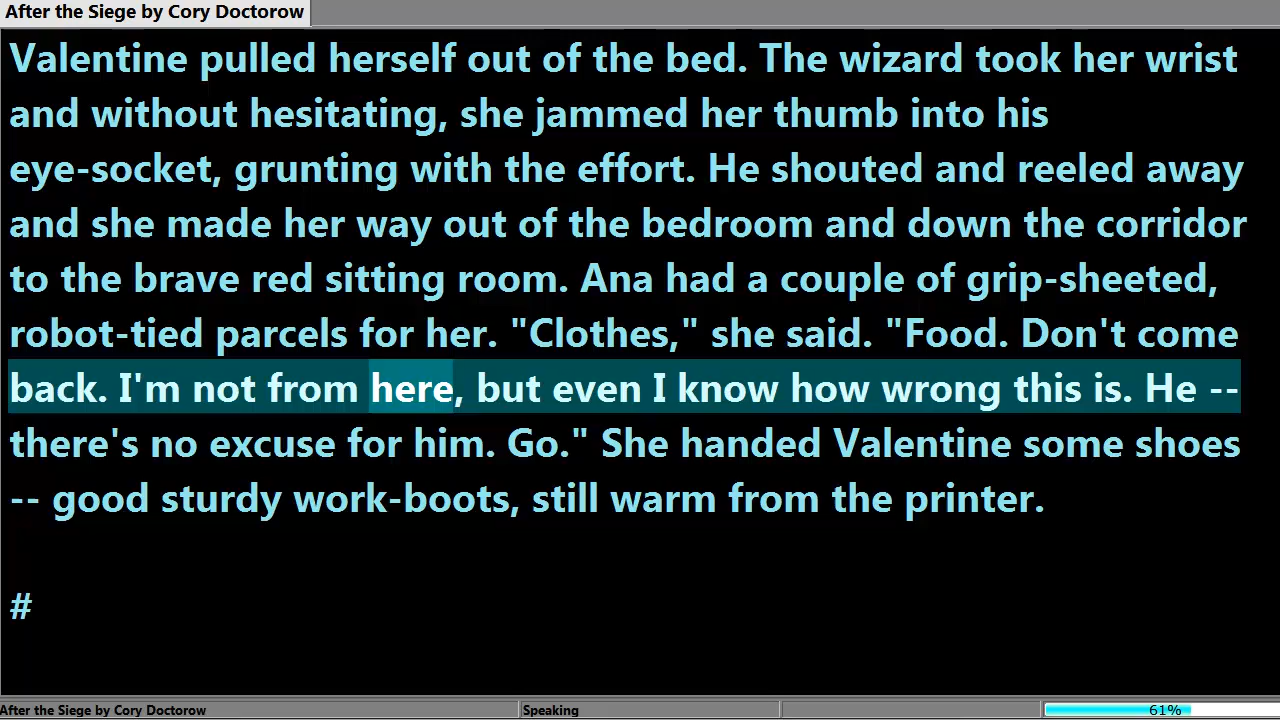 After the Siege by Cory Doctorow
Valentine pulled herself out of the bed. The wizard took her wrist
and without hesitating, she jammed her thumb into his
eye-socket, grunting with the effort. He shouted and reeled away
and she made her way out of the bedroom and down the corridor
to the brave red sitting room. Ana had a couple of grip-sheeted,
robot-tied parcels for her. "Clothes," she said. "Food. Don't come
back. I'm not from here, but even I know how wrong this is. He --
there's no excuse for him. Go." She handed Valentine some shoes
-- good sturdy work-boots, still warm from the printer.
#
After the Siege by Cory Doctorow
Speaking
61%